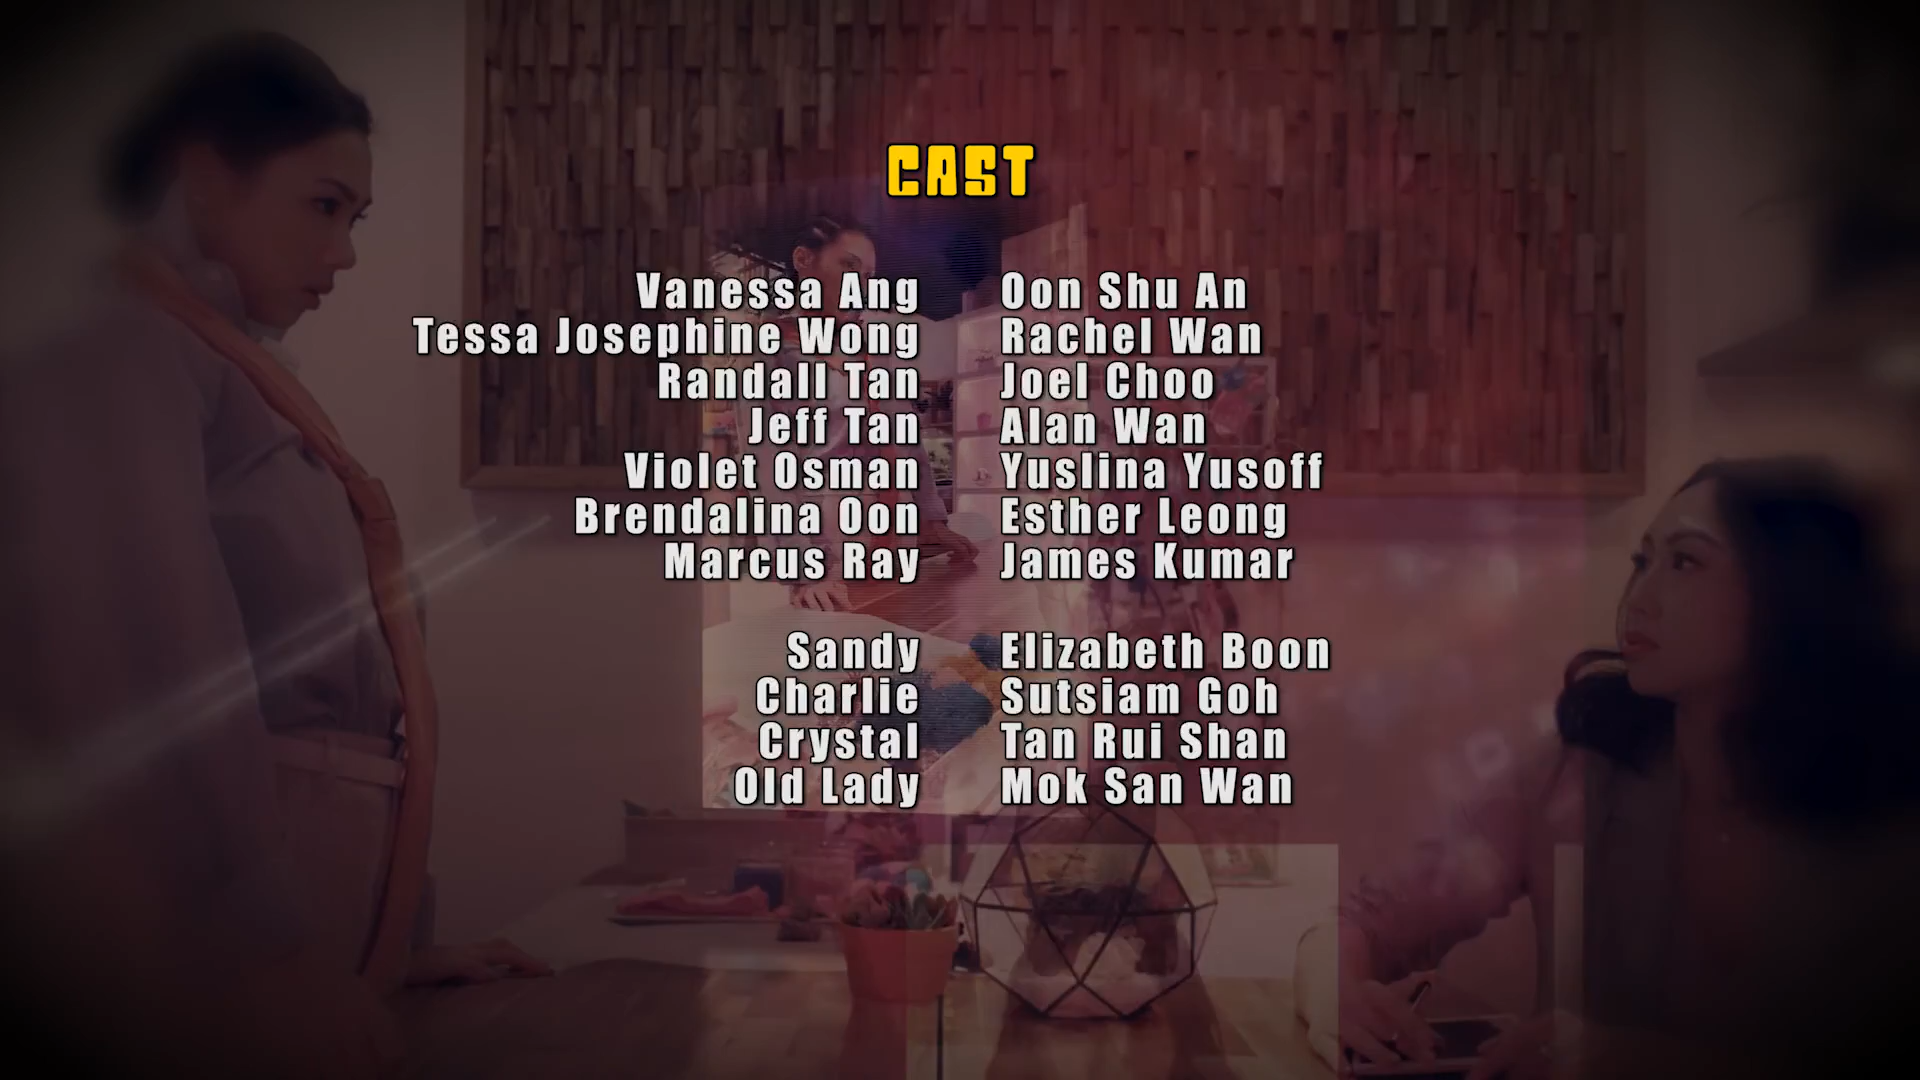 CAST
Vanessa Ang Oon Shu An
Tessa Josephine Wong Rachel Wan
Randall Tan Joel Choo
Jeff Tan Alan Wan
Violet Osman Yuslina Yusoff
Brendalina Oon Esther Leong
Marcus Ray James Kumar
Sandy Elizabeth Boon
Charlie Sutsiam Goh
Crystal Tan Rui Shan
Old Lady Mok San Wan